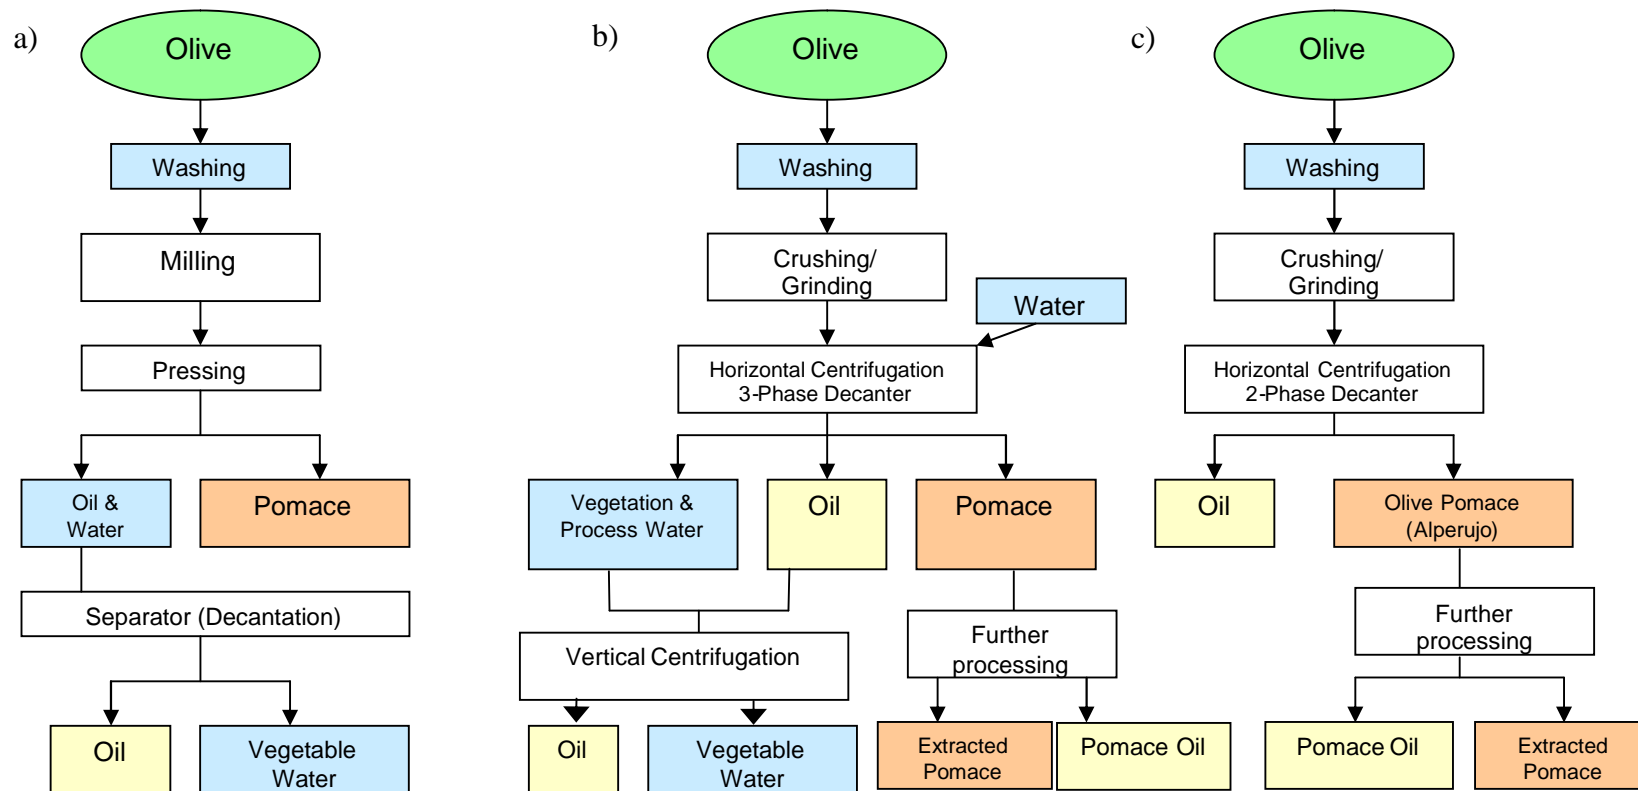 a)
Olive
Washing
Milling
Pressing
Oil &
Water
Pomace
Separator (Decantation)
Oil
Vegetable
Water
b)
Olive
Washing
Crushing/
Grinding
Water
Horizontal Centrifugation
3-Phase Decanter
Vegetation &
Process Water
Oil
Pomace
Vertical Centrifugation
Further
processing
Oil
Vegetable
Water
Extracted
Pomace
Pomace Oil
c)
Olive
Washing
Crushing/
Grinding
Horizontal Centrifugation
2-Phase Decanter
Oil
Olive Pomace
(Alperujo)
Further
processing
Pomace Oil
Extracted
Pomace